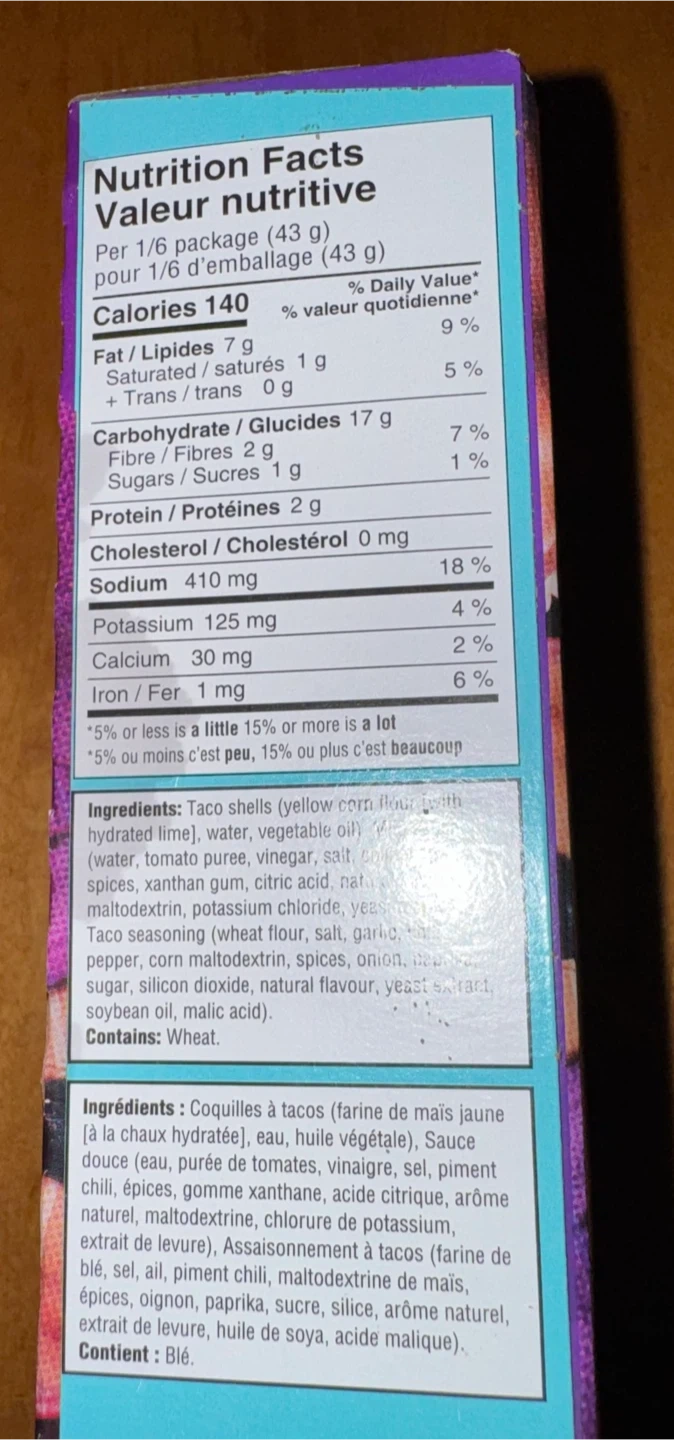 Nutrition Facts
Valeur nutritive
Per 1/6 package (43 g)
pour 1/6 d'emballage (43 g)
% Daily Value*
Calories 140 % valeur quotidienne*
Fat / Lipides 7 g 9 %
Saturated / saturés 1 g
+ Trans / trans 0 g 5 %
Carbohydrate / Glucides 17 g
Fibre / Fibres 2 g 7 %
Sugars / Sucres 1 g 1 %
Protein / Protéines 2 g
Cholesterol / Cholestérol 0 mg
Sodium 410 mg 18 %
Potassium 125 mg 4 %
Calcium 30 mg 2 %
Iron / Fer 1 mg 6 %
*5% or less is a little 15% or more is a lot
*5% ou moins c'est peu, 15% ou plus c'est beaucoup
Ingredients: Taco shells (yellow corn flour [with
hydrated lime], water, vegetable oil)
(water, tomato puree, vinegar, salt,
spices, xanthan gum, citric acid,
maltodextrin, potassium chloride,
Taco seasoning (wheat flour, salt, garlic,
pepper, corn maltodextrin, spices, onion,
sugar, silicon dioxide, natural flavour, yeast extract,
soybean oil, malic acid).
Contains: Wheat.
Ingrédients : Coquilles à tacos (farine de maïs jaune
[à la chaux hydratée], eau, huile végétale), Sauce
douce (eau, purée de tomates, vinaigre, sel, piment
chili, épices, gomme xanthane, acide citrique, arôme
naturel, maltodextrine, chlorure de potassium,
extrait de levure), Assaisonnement à tacos (farine de
blé, sel, ail, piment chili, maltodextrine de maïs,
épices, oignon, paprika, sucre, silice, arôme naturel,
extrait de levure, huile de soya, acide malique).
Contient : Blé.